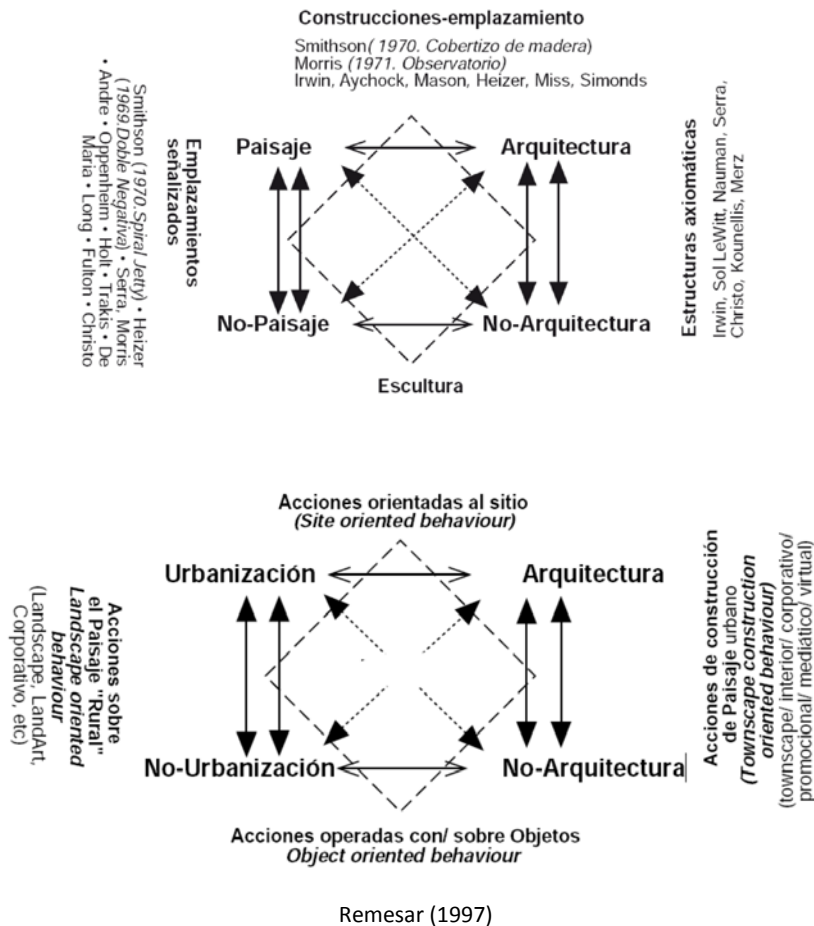 Construcciones-emplazamiento
Smithson( 1970. Cobertizo de madera)
Morris (1971. Observatorio)
Irwin, Aychock, Mason, Heizer, Miss, Simonds
Emplazamientos
señalizados
Smithson (1970.Spiral Jetty) • Heizer
(1969.Doble Negativa) • Serra, Morris
• Andre • Oppenheim • Holt • Trakis • De
Maria • Long • Fulton • Christo
Paisaje
Arquitectura
No-Paisaje
No-Arquitectura
Escultura
Estructuras axiomáticas
Irwin, Sol LeWitt, Nauman, Serra,
Christo, Kounellis, Merz
Acciones orientadas al sitio
(Site oriented behaviour)
Acciones sobre
el Paisaje "Rural"
Landscape oriented
behaviour
(Landscape, LandArt,
Corporativo, etc)
Urbanización
Arquitectura
No-Urbanización
No-Arquitectura
Acciones operadas con/ sobre Objetos
Object oriented behaviour
Acciones de construcción
de Paisaje urbano
(Townscape construction
oriented behaviour)
(townscape/ interior/ corporativo/
promocional/ mediático/ virtual)
Remesar (1997)